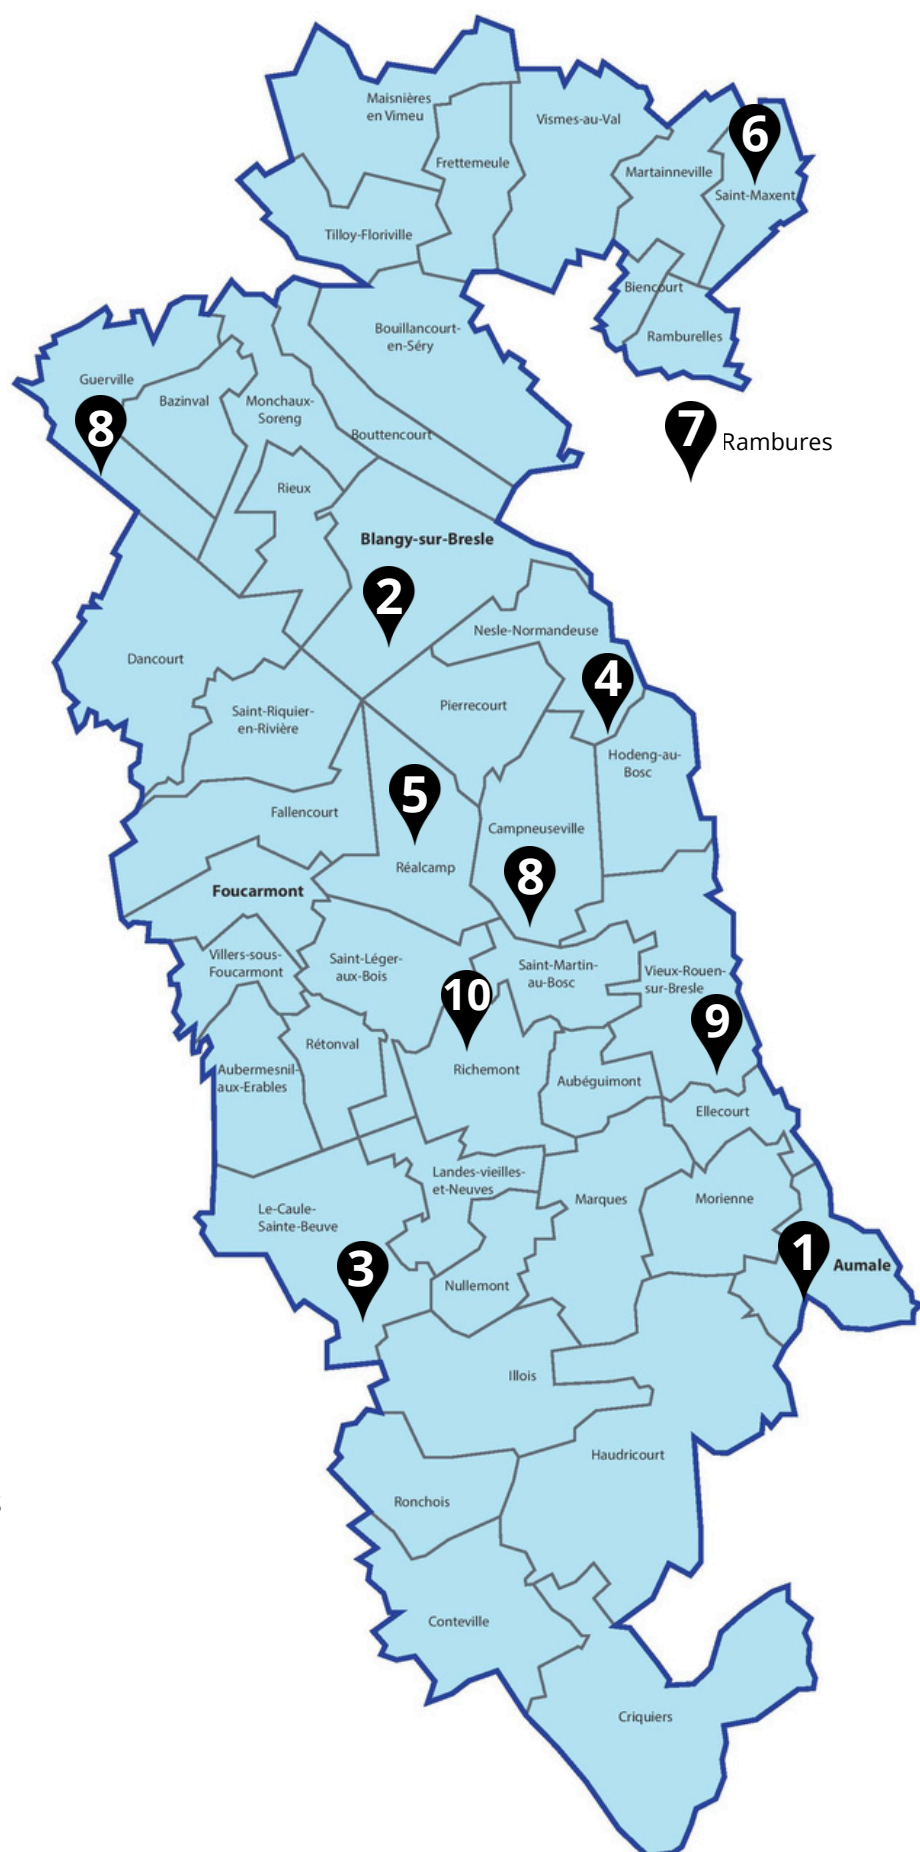 Maisnières
en Vimeu
Vismes-au-Val
6
Frettemeule
Martainneville
Saint-Maxent
Tilloy-Floriville
Biencourt
Bouillancourt-
en-Séry
Ramburelles
Guerville
Bazinval
Monchaux-
Soreng
8
Bouttencourt
7
Rambures
Rieux
Blangy-sur-Bresle
2
Nesle-Normandeuse
Dancourt
4
Saint-Riquier-
en-Rivière
Pierrecourt
Hodeng-au-
Bosc
5
Fallencourt
Campneuseville
Réalcamp
8
Foucarmont
Villers-sous-
Foucarmont
Saint-Léger-
aux-Bois
Saint-Martin-
au-Bosc
Vieux-Rouen-
sur-Bresle
10
9
Rétonval
Aubermesnil-
aux-Erables
Richemont
Aubéguimont
Ellecourt
Landes-vieilles-
et-Neuves
Marques
Morienne
Le-Caule-
Sainte-Beuve
1
Aumale
3
Nullemont
Illois
Haudricourt
Ronchois
Conteville
Criquiers